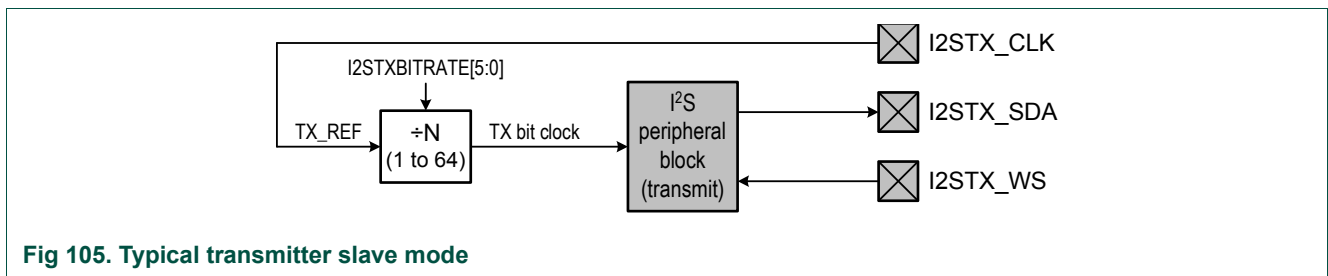 I2STX_CLK
I2STXBITRATE[5:0]
TX_REF
÷N
(1 to 64)
TX bit clock
I²S
peripheral
block
(transmit)
I2STX_SDA
I2STX_WS
Fig 105. Typical transmitter slave mode